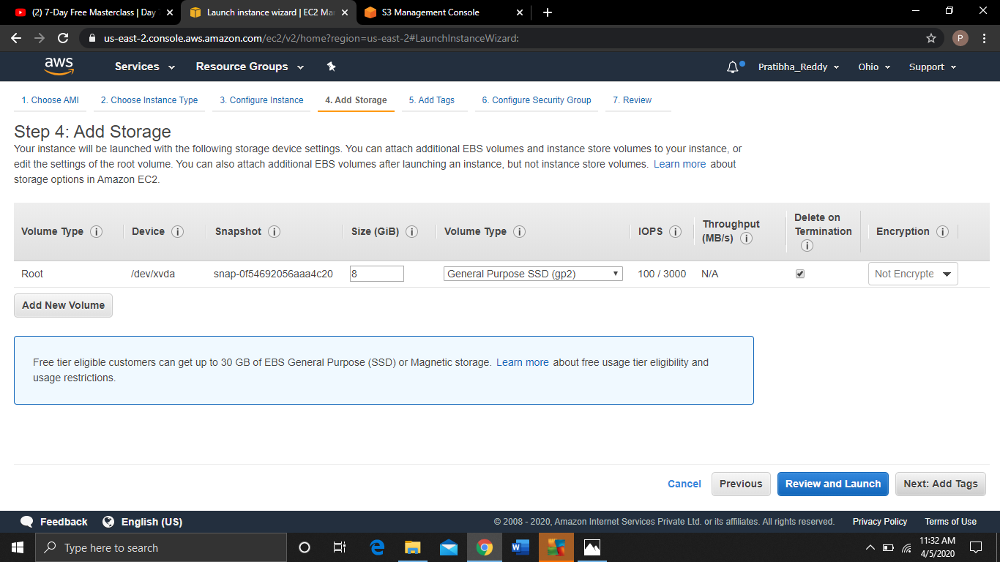 (2) 7-Day Free Masterclass | Day
Launch instance wizard | EC2 Ma
S3 Management Console
us-east-2.console.aws.amazon.com/ec2/v2/home?region=us-east-2#LaunchInstanceWizard:
P
aws
Services
Resource Groups
Pratibha_Reddy
Ohio
Support
1. Choose AMI
2. Choose Instance Type
3. Configure Instance
4. Add Storage
5. Add Tags
6. Configure Security Group
7. Review
Step 4: Add Storage
Your instance will be launched with the following storage device settings. You can attach additional EBS volumes and instance store volumes to your instance, or
edit the settings of the root volume. You can also attach additional EBS volumes after launching an instance, but not instance store volumes. Learn more about
storage options in Amazon EC2.
Volume Type
Device
Snapshot
Size (GiB)
Volume Type
IOPS
Throughput
(MB/s)
Delete on
Termination
Encryption
Root
/dev/xvda
snap-0f54692056aaa4c20
8
General Purpose SSD (gp2)
100 / 3000
N/A
Not Encrypte
Add New Volume
Free tier eligible customers can get up to 30 GB of EBS General Purpose (SSD) or Magnetic storage. Learn more about free usage tier eligibility and
usage restrictions.
Cancel
Previous
Review and Launch
Next: Add Tags
Feedback
English (US)
© 2008 - 2020, Amazon Internet Services Private Ltd. or its affiliates. All rights reserved.
Privacy Policy
Terms of Use
Type here to search
11:32 AM
4/5/2020